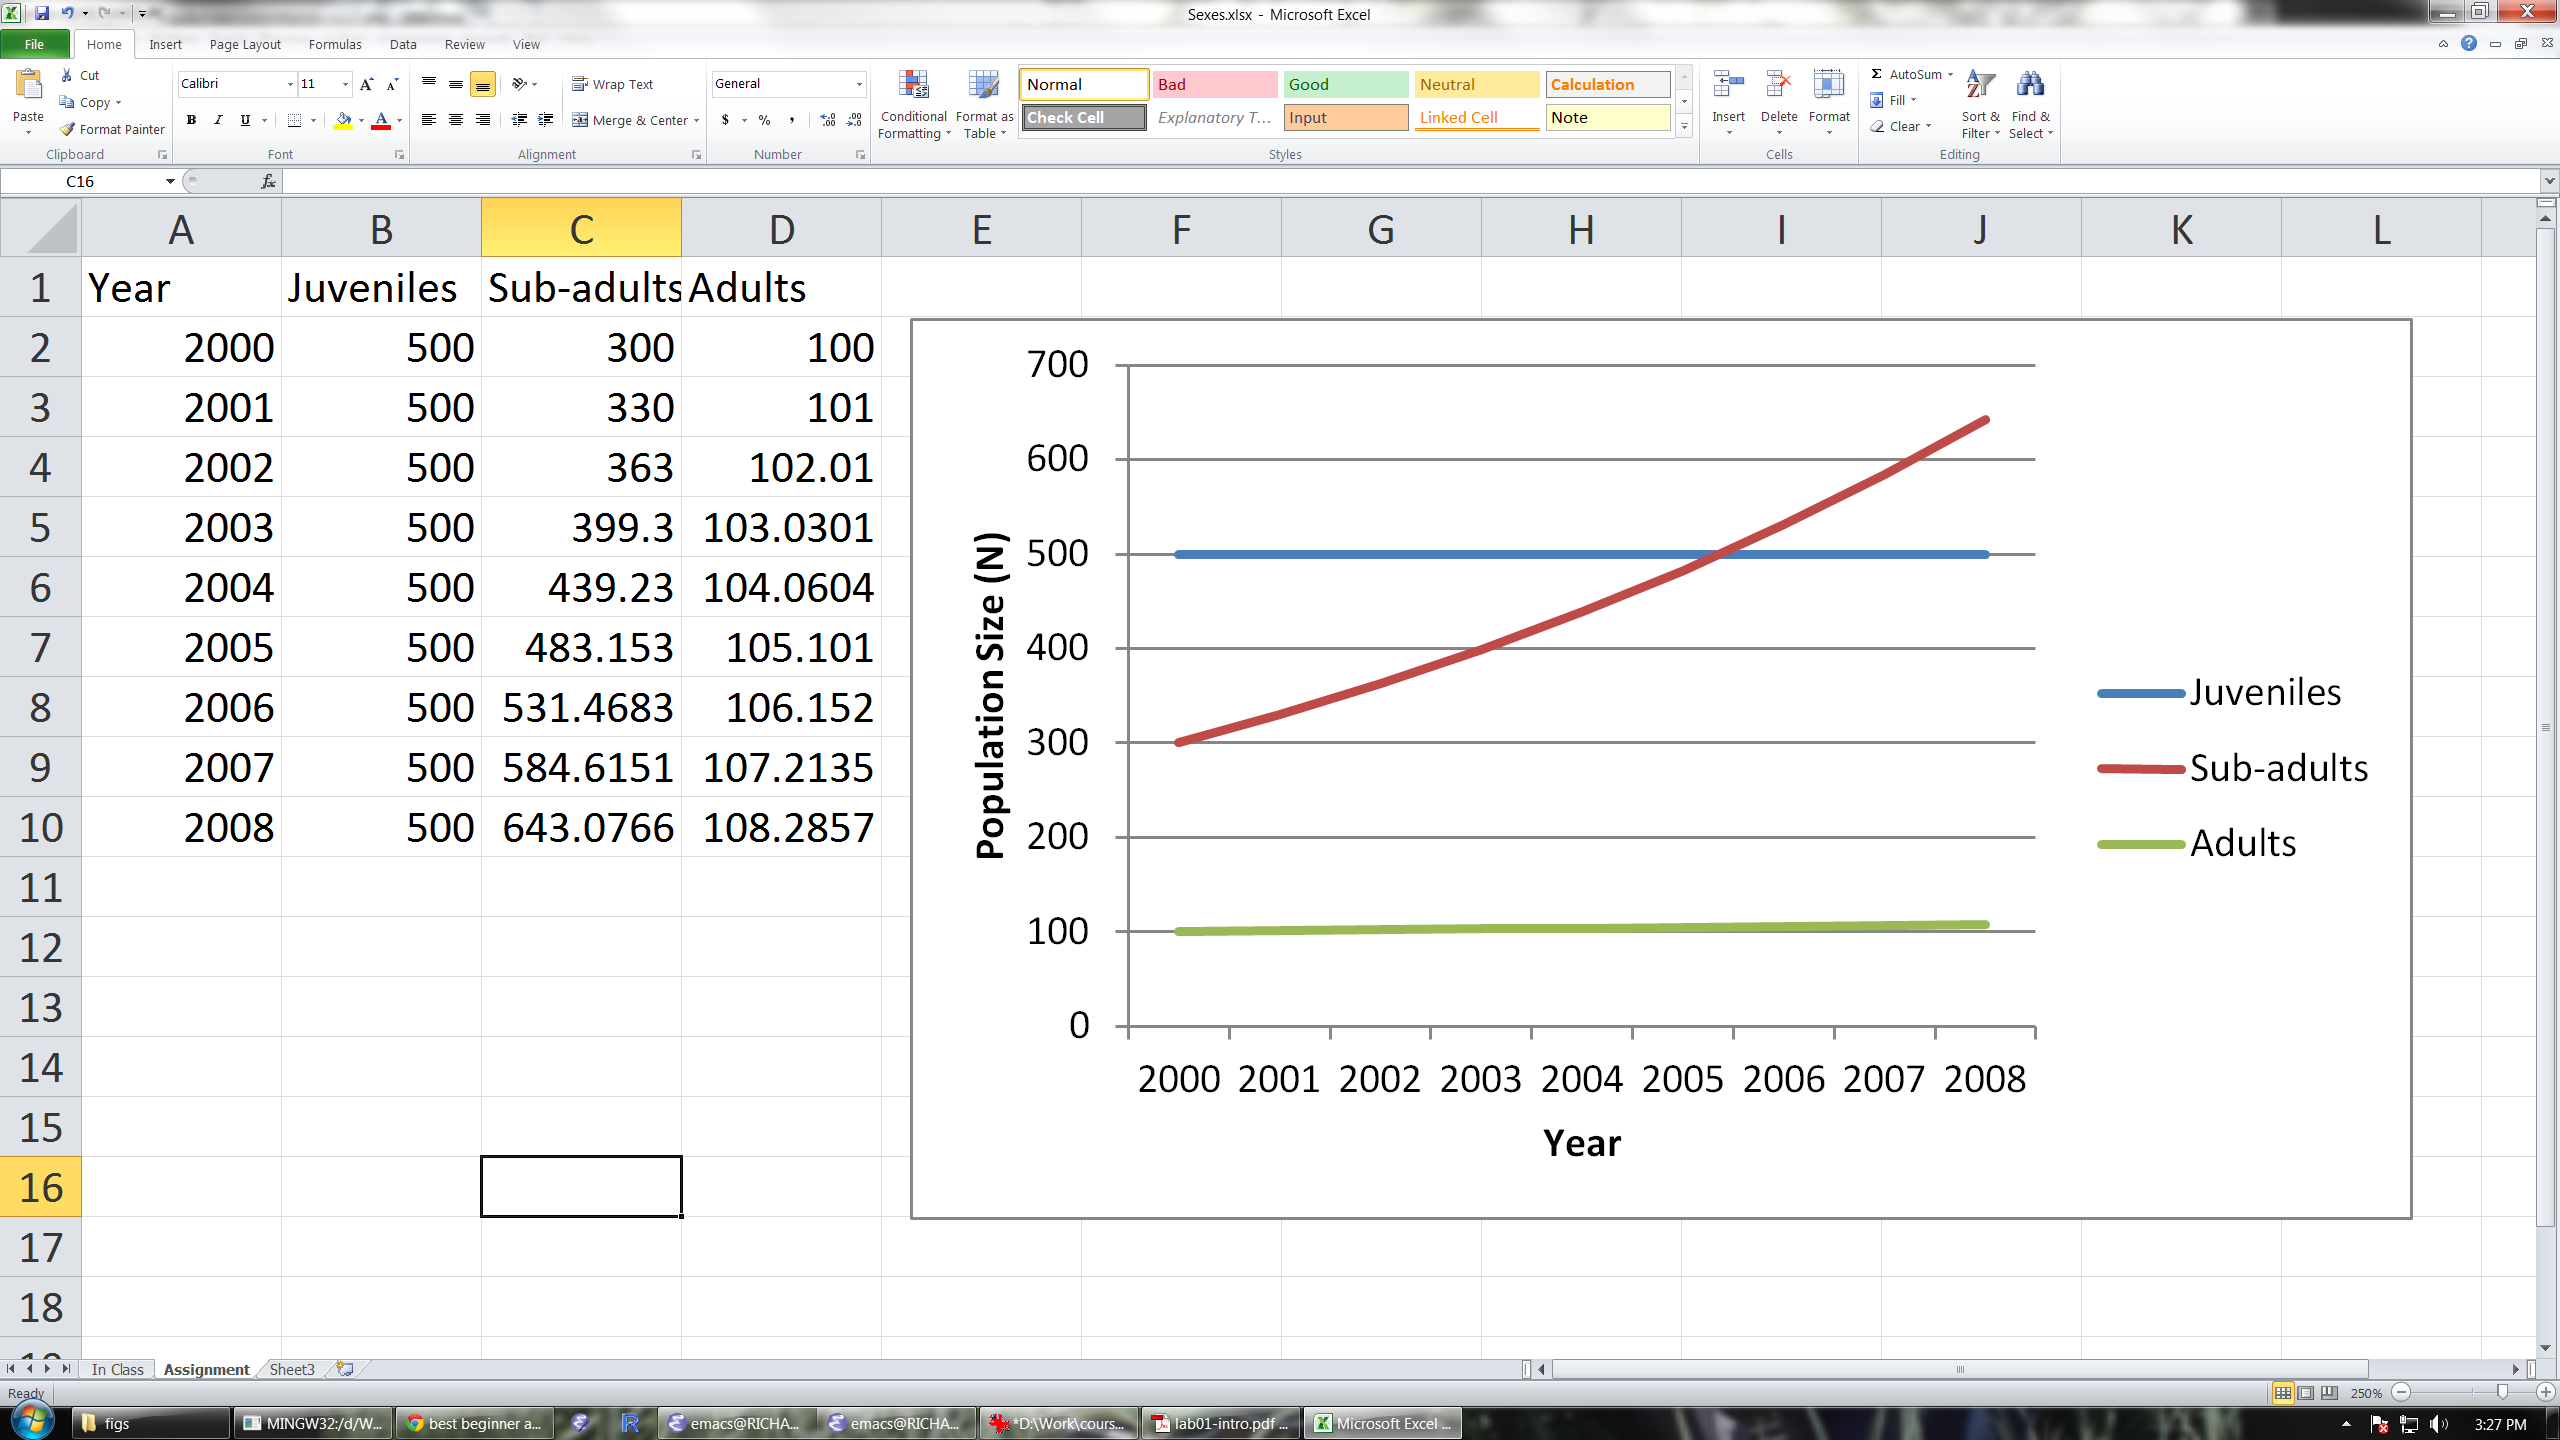 Sexes.xlsx - Microsoft Excel
File Home Insert Page Layout Formulas Data Review View
Paste
Cut
Copy
Format Painter
Clipboard
Calibri 11
B I U
Font
Wrap Text
Merge & Center
Alignment
General
$ % ,
Number
Conditional Formatting
Format as Table
Normal Bad Good Neutral Calculation
Check Cell Explanatory T... Input Linked Cell Note
Styles
Insert Delete Format
Cells
AutoSum
Fill
Clear
Sort & Filter
Find & Select
Editing
C16 fx
A B C D E F G H I J K L
1 Year Juveniles Sub-adults Adults
2 2000 500 300 100
3 2001 500 330 101
4 2002 500 363 102.01
5 2003 500 399.3 103.0301
6 2004 500 439.23 104.0604
7 2005 500 483.153 105.101
8 2006 500 531.4683 106.152
9 2007 500 584.6151 107.2135
10 2008 500 643.0766 108.2857
11
12
13
14
15
16
17
18
Population Size (N)
700
600
500
400
300
200
100
0
2000 2001 2002 2003 2004 2005 2006 2007 2008
Year
Juveniles
Sub-adults
Adults
In Class Assignment Sheet3
Ready 250%
figs MINGW32:/d/W... best beginner a... R emacs@RICHA... emacs@RICHA... *D:\Work\cours... lab01-intro.pdf ... Microsoft Excel ... 3:27 PM